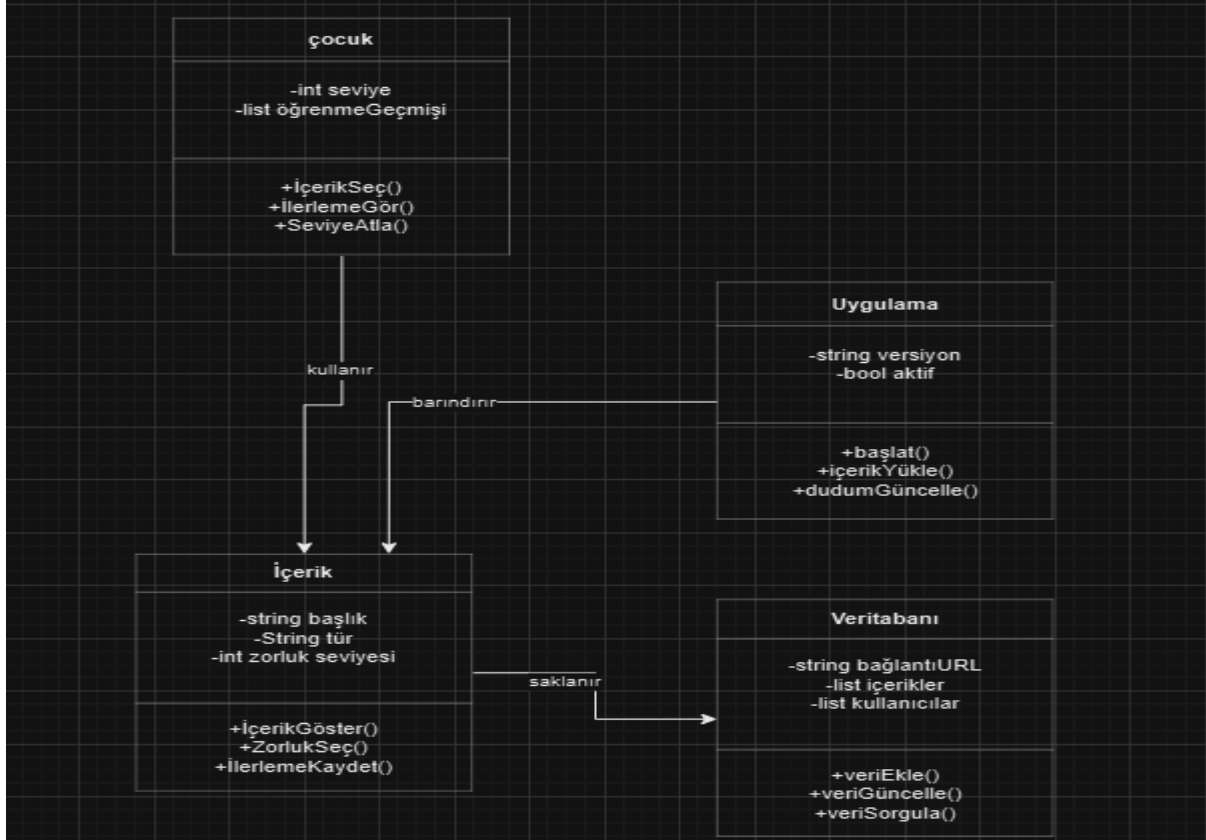 çocuk
-int seviye
-list öğrenmeGeçmişi
+İçerikSeç()
+İlerlemeGör()
+SeviyeAtla()
kullanır
barındırır
Uygulama
-string versiyon
-bool aktif
+başlat()
+içerikYükle()
+dudumGüncelle()
İçerik
-string başlık
-String tür
-int zorluk seviyesi
+İçerikGöster()
+ZorlukSeç()
+İlerlemeKaydet()
saklanır
Veritabanı
-string bağlantıURL
-list içerikler
-list kullanıcılar
+veriEkle()
+veriGüncelle()
+veriSorgula()